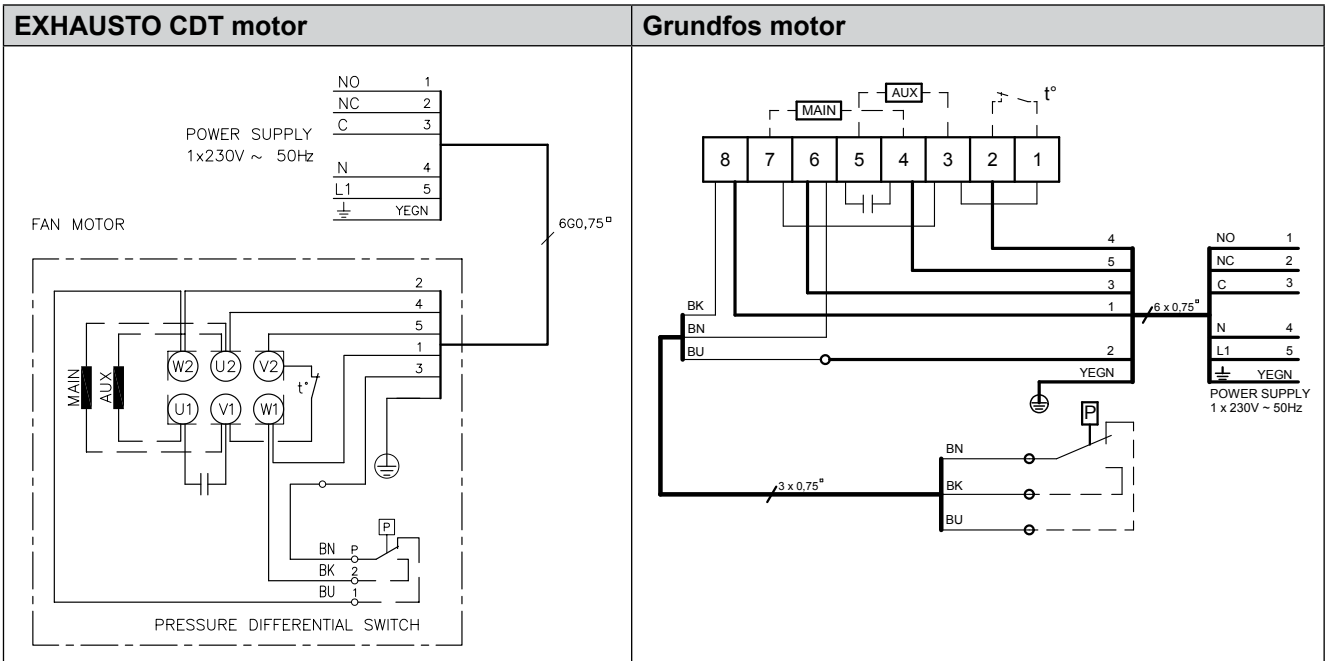 EXHAUSTO CDT motor
NO 1
NC 2
C 3
POWER SUPPLY
1x230V ~ 50Hz
N 4
L1 5
YEGN
FAN MOTOR
6G0,75□
2
4
5
1
3
MAIN
AUX
W2 U2 V2
t°
U1 V1 W1
P
BN P
BK 2
BU 1
PRESSURE DIFFERENTIAL SWITCH
Grundfos motor
MAIN
AUX
t°
8 7 6 5 4 3 2 1
4
5
3
1
2
YEGN
BK
BN
BU
6 x 0,75□
NO 1
NC 2
C 3
N 4
L1 5
YEGN
POWER SUPPLY
1 x 230V ~ 50Hz
P
3 x 0,75□
BN
BK
BU